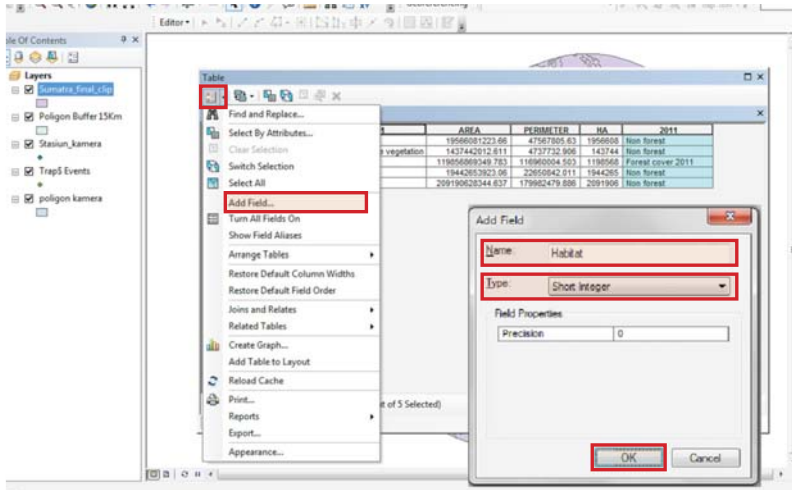 Editor
Table Of Contents
Layers
Sumatra_final_clip
Poligon Buffer 15Km
Stasiun_kamera
Trap$ Events
poligon kamera
Table
Find and Replace...
Select By Attributes...
Clear Selection
Switch Selection
Select All
Add Field...
Turn All Fields On
Show Field Aliases
Arrange Tables
Restore Default Column Widths
Restore Default Field Order
Joins and Relates
Related Tables
Create Graph...
Add Table to Layout
Reload Cache
Print...
Reports
Export...
Appearance...
AREA PERIMETER HA 2011
19566081223.66 47567805.63 1956608 Non forest
vegetation 1437442012.611 4737732.906 143744 Non forest
119856869349.783 116960004.503 1198568 Forest cover 2011
19442653923.06 22650842.011 1944265 Non forest
209190628344.637 179982479.886 2091906 Non forest
t of 5 Selected)
Add Field
Name: Habitat
Type: Short Integer
Field Properties
Precision 0
OK Cancel